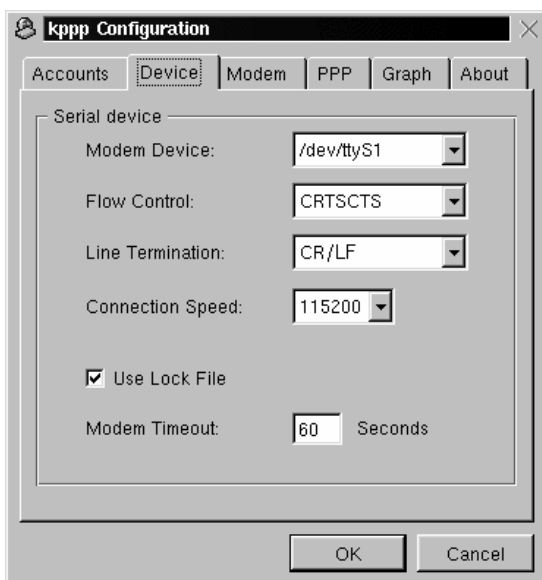 kppp Configuration
Accounts Device Modem PPP Graph About
Serial device
Modem Device: /dev/ttyS1
Flow Control: CRTSCTS
Line Termination: CR/LF
Connection Speed: 115200
Use Lock File
Modem Timeout: 60 Seconds
OK Cancel